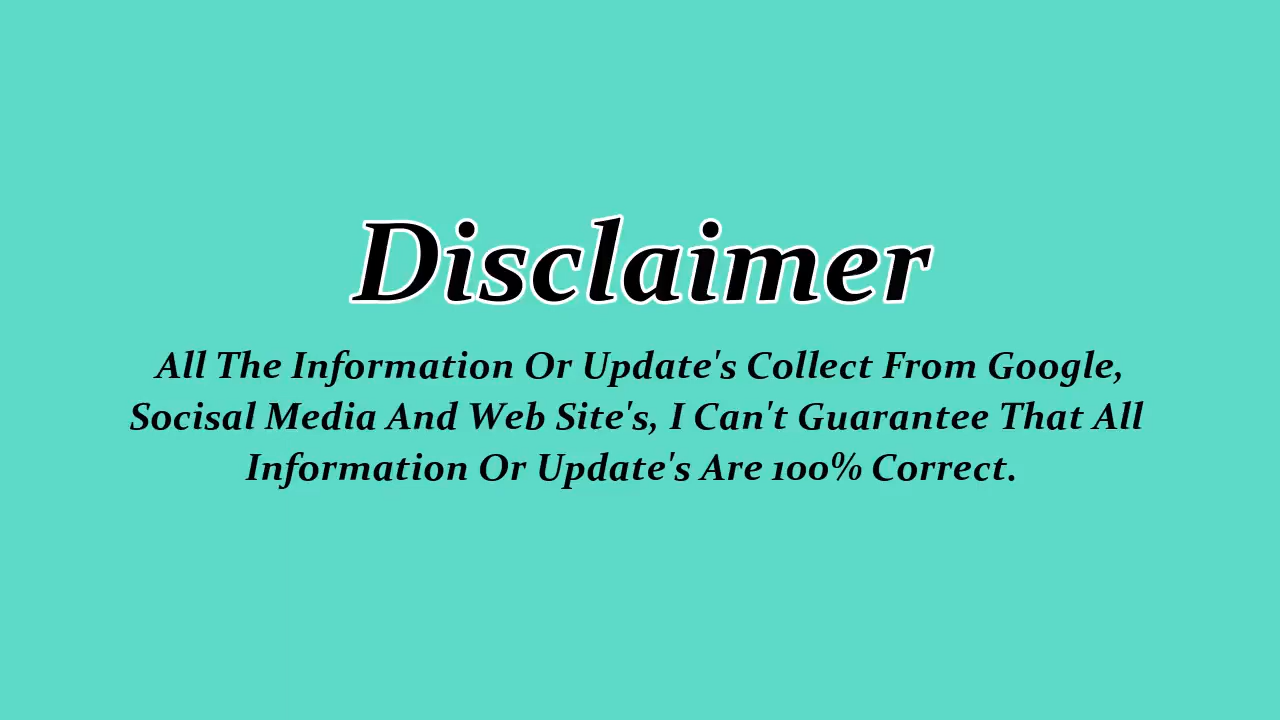 Disclaimer
All The Information Or Update's Collect From Google,
Socisal Media And Web Site's, I Can't Guarantee That All
Information Or Update's Are 100% Correct.